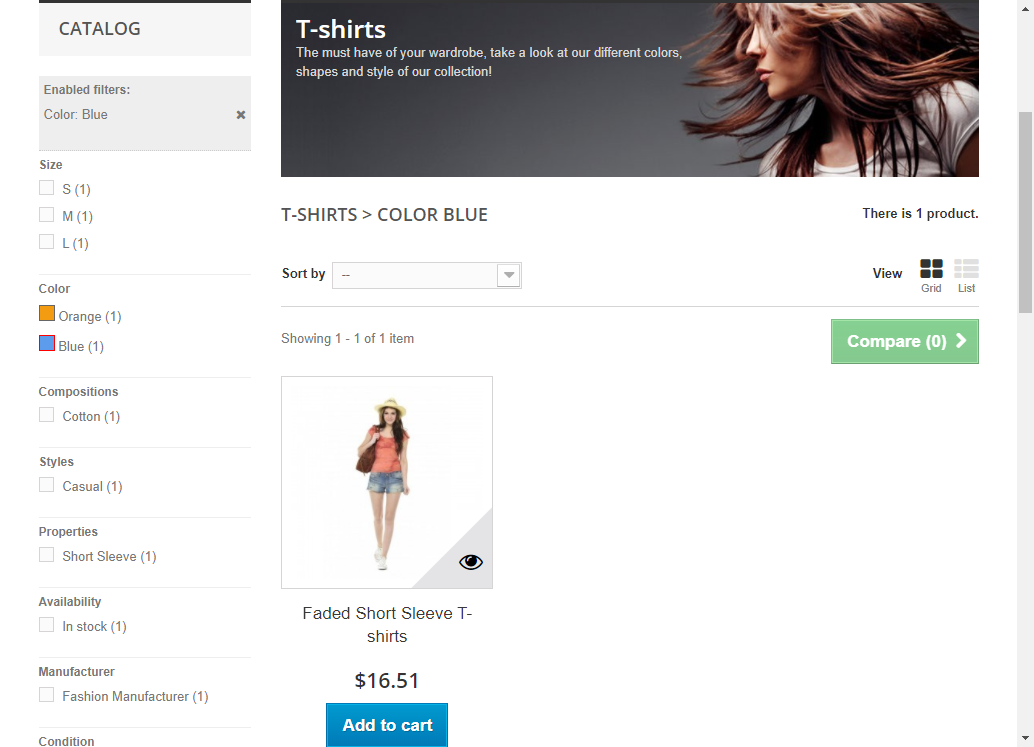 CATALOG
Enabled filters:
Color: Blue
Size
S (1)
M (1)
L (1)
Color
Orange (1)
Blue (1)
Compositions
Cotton (1)
Styles
Casual (1)
Properties
Short Sleeve (1)
Availability
In stock (1)
Manufacturer
Fashion Manufacturer (1)
Condition
T-shirts
The must have of your wardrobe, take a look at our different colors,
shapes and style of our collection!
T-SHIRTS > COLOR BLUE
There is 1 product.
Sort by
--
View
Grid
List
Showing 1 - 1 of 1 item
Compare (0)
Faded Short Sleeve T-
shirts
$16.51
Add to cart